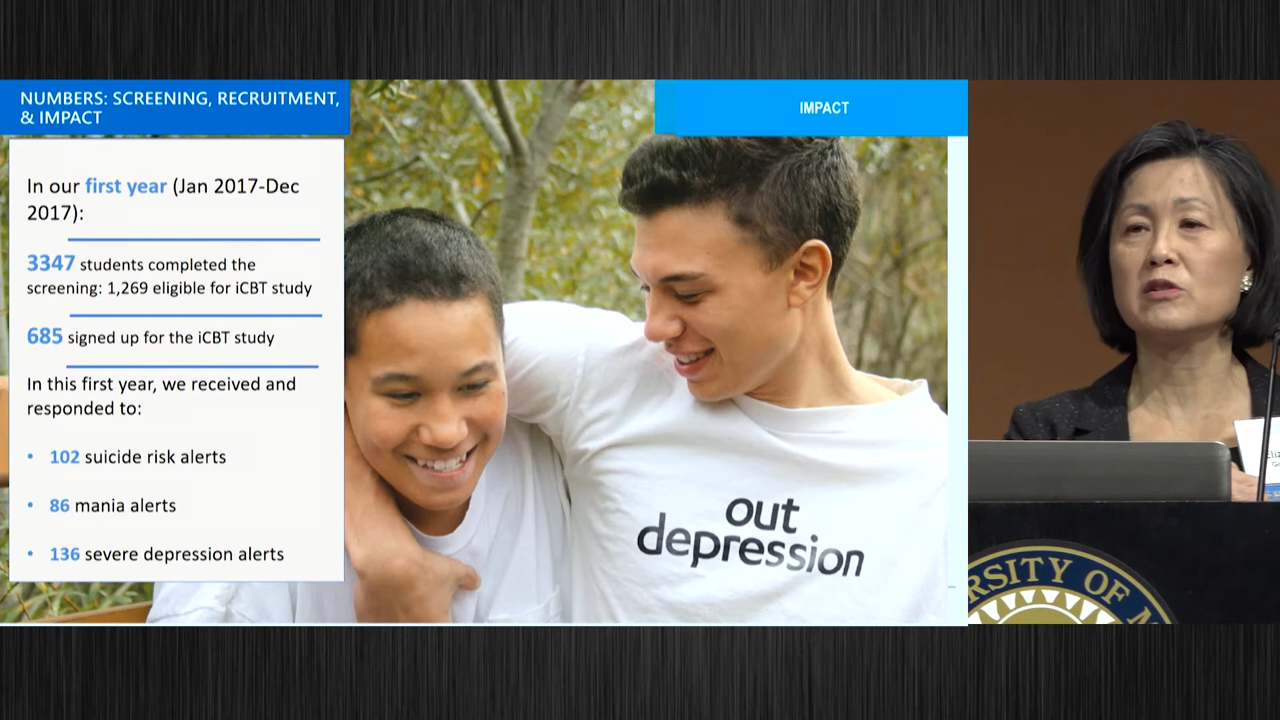 NUMBERS: SCREENING, RECRUITMENT,
& IMPACT
IMPACT
In our first year (Jan 2017-Dec
2017):
3347 students completed the
screening: 1,269 eligible for iCBT study
685 signed up for the iCBT study
In this first year, we received and
responded to:
• 102 suicide risk alerts
• 86 mania alerts
• 136 severe depression alerts
out
depression